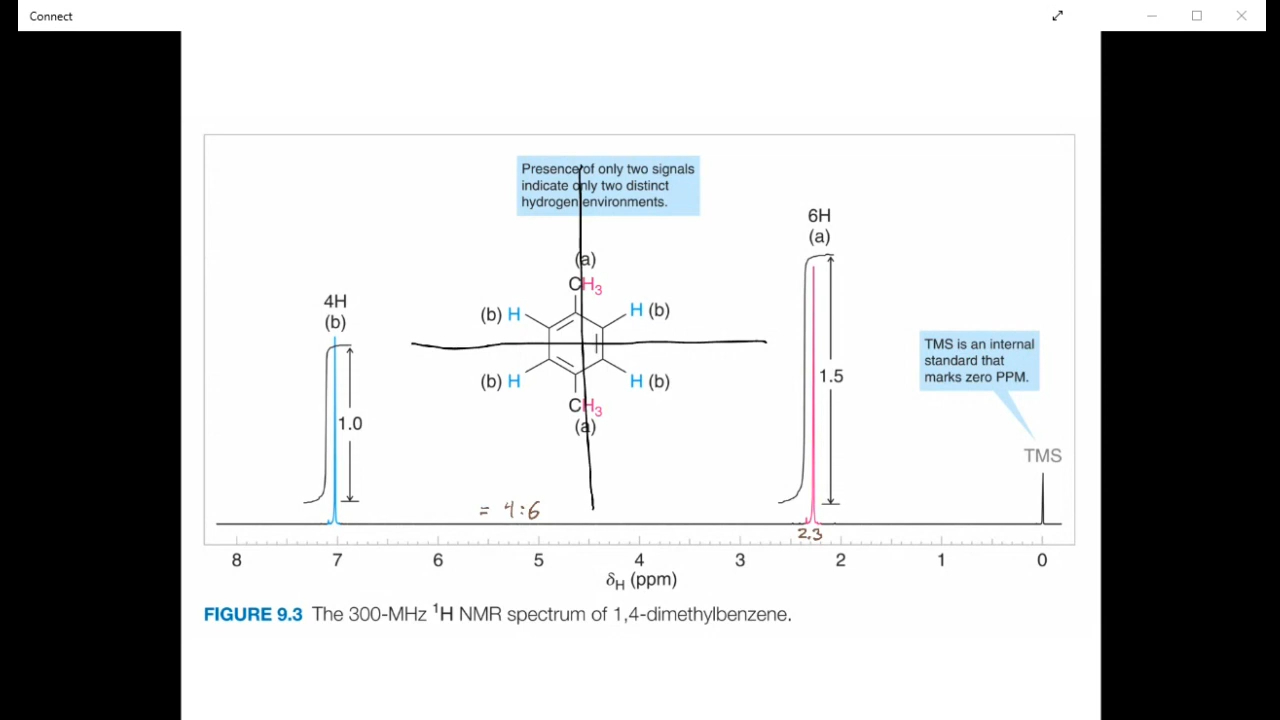 Connect
Presence of only two signals
indicate only two distinct
hydrogen environments.
6H
(a)
(a)
CH₃
4H
(b)
(b) H
H (b)
TMS is an internal
standard that
marks zero PPM.
(b) H
H (b)
1.5
CH₃
(a)
1.0
TMS
= 4:6
2.3
8 7 6 5 4 3 2 1 0
δH (ppm)
FIGURE 9.3 The 300-MHz ¹H NMR spectrum of 1,4-dimethylbenzene.